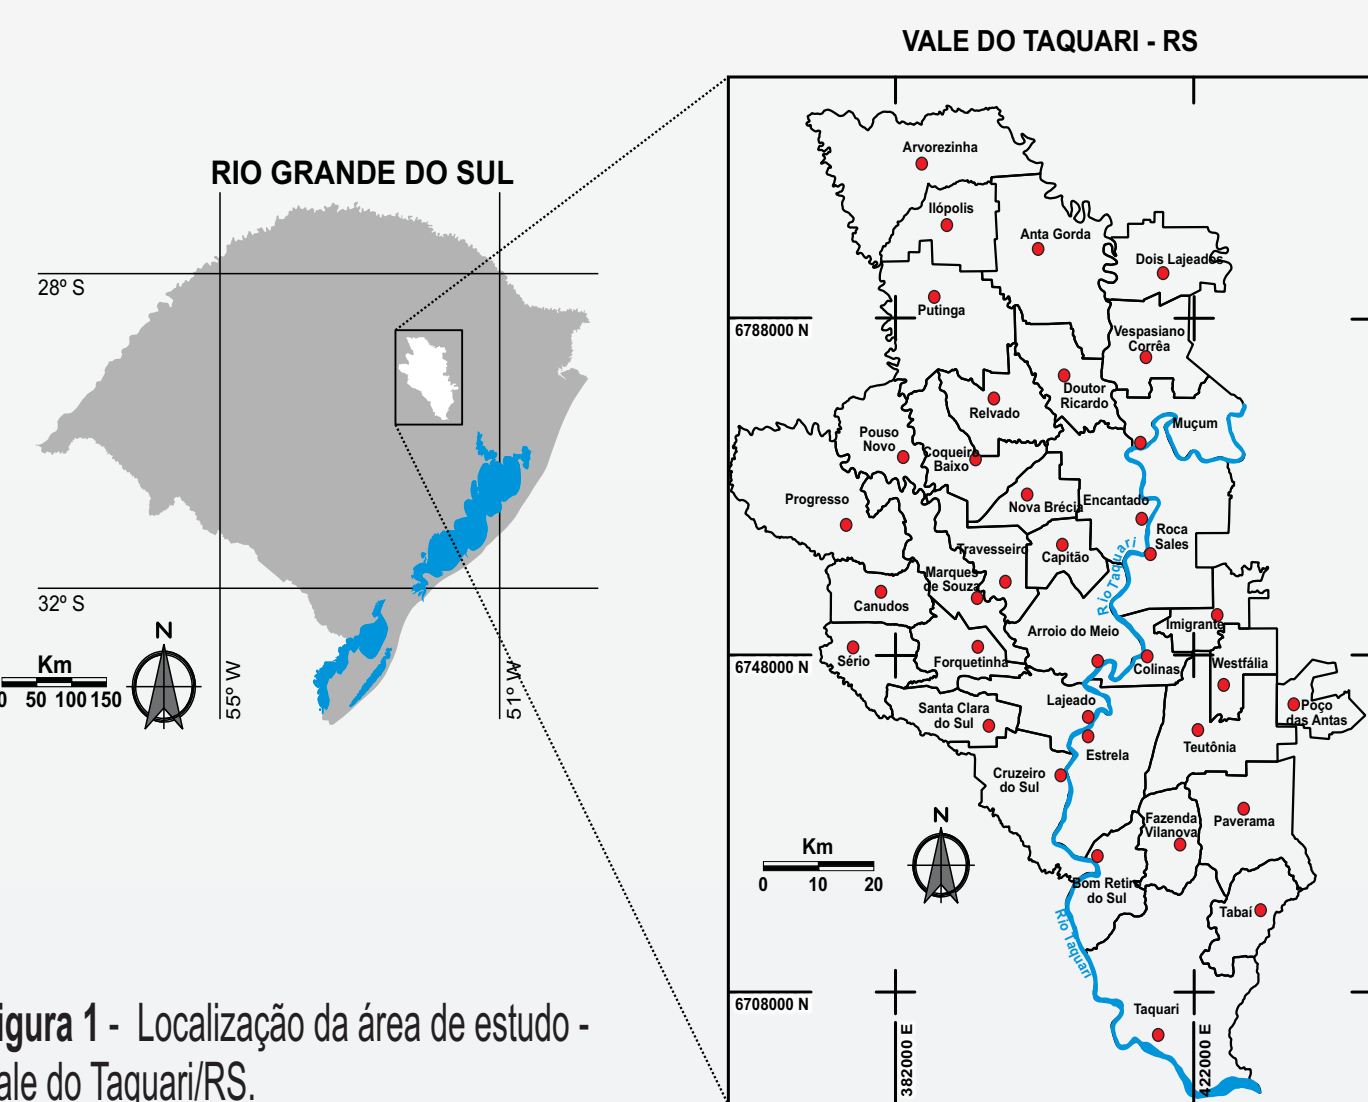 VALE DO TAQUARI - RS
RIO GRANDE DO SUL
28º S
32º S
55º W
51º W
N
Km
0 50 100 150
Arvorezinha
Ilópolis
Anta Gorda
Dois Lajeados
Putinga
6788000 N
Vespasiano
Corrêa
Doutor
Ricardo
Relvado
Muçum
Pouso
Novo
Coqueiro
Baixo
Progresso
Nova Bréscia
Encantado
Roca
Sales
Travesseiro
Capitão
Marques
de Souza
Rio Taquari
Canudos
Imigrante
Arroio do Meio
6748000 N
Sério
Forquetinha
Colinas
Westfália
Lajeado
Santa Clara
do Sul
Poço
das Antas
Teutônia
Estrela
Cruzeiro
do Sul
Fazenda
Vilanova
Paverama
N
Km
0 10 20
Bom Retiro
do Sul
Tabaí
Rio Taquari
6708000 N
Taquari
382000 E
422000 E
igura 1 - Localização da área de estudo -
ale do Taquari/RS.